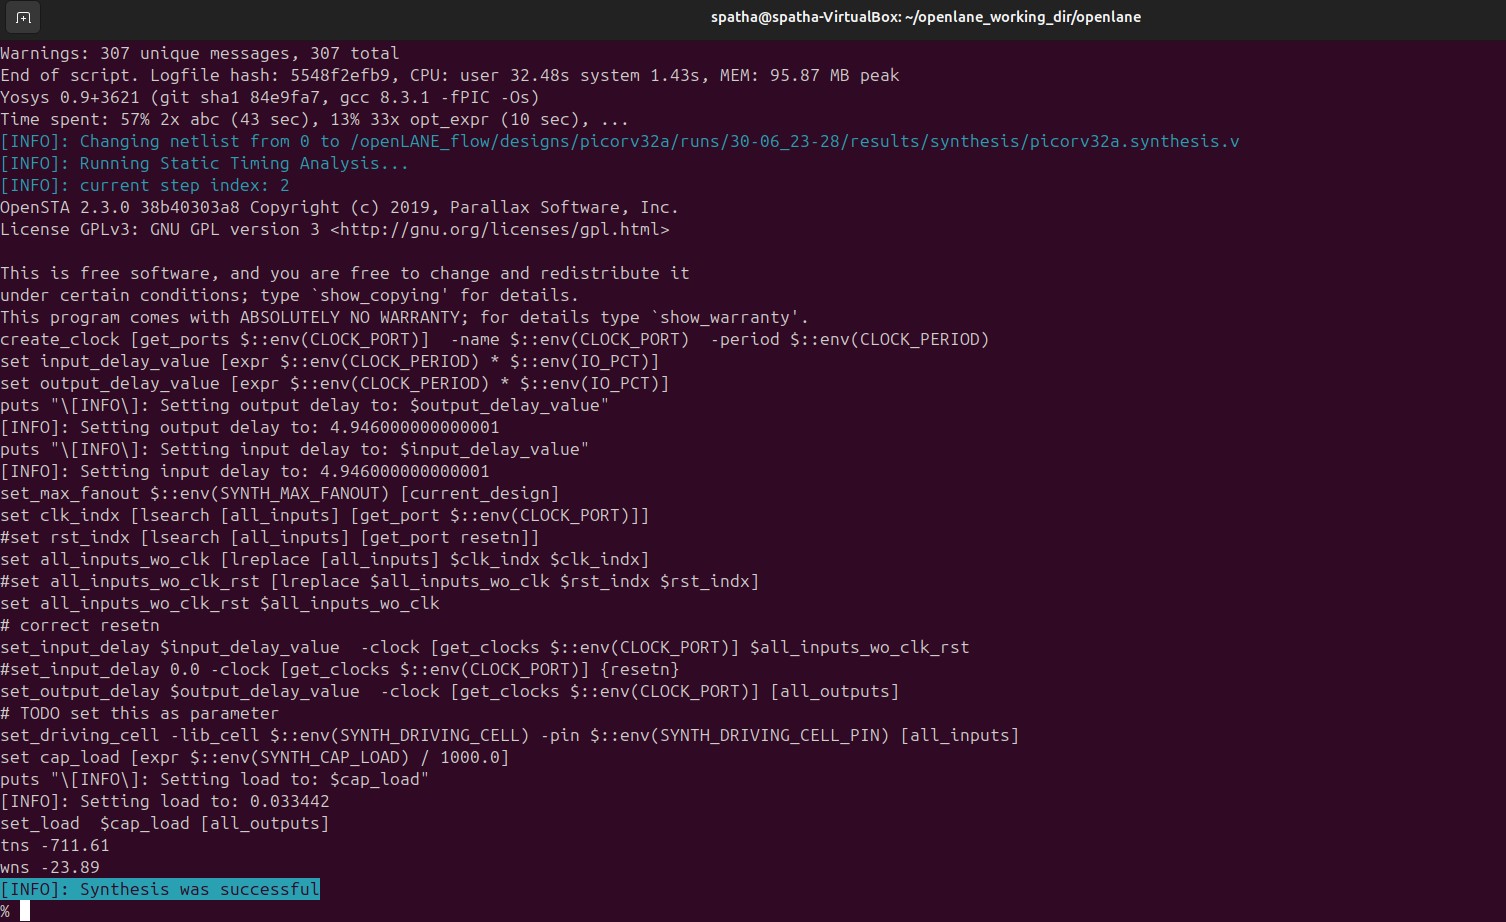 spatha@spatha-VirtualBox: ~/openlane_working_dir/openlane
Warnings: 307 unique messages, 307 total
End of script. Logfile hash: 5548f2efb9, CPU: user 32.48s system 1.43s, MEM: 95.87 MB peak
Yosys 0.9+3621 (git sha1 84e9fa7, gcc 8.3.1 -fPIC -Os)
Time spent: 57% 2x abc (43 sec), 13% 33x opt_expr (10 sec), ...
[INFO]: Changing netlist from 0 to /openLANE_flow/designs/picorv32a/runs/30-06_23-28/results/synthesis/picorv32a.synthesis.v
[INFO]: Running Static Timing Analysis...
[INFO]: current step index: 2
OpenSTA 2.3.0 38b40303a8 Copyright (c) 2019, Parallax Software, Inc.
License GPLv3: GNU GPL version 3 <http://gnu.org/licenses/gpl.html>

This is free software, and you are free to change and redistribute it
under certain conditions; type `show_copying' for details.
This program comes with ABSOLUTELY NO WARRANTY; for details type `show_warranty'.
create_clock [get_ports $::env(CLOCK_PORT)]  -name $::env(CLOCK_PORT)  -period $::env(CLOCK_PERIOD)
set input_delay_value [expr $::env(CLOCK_PERIOD) * $::env(IO_PCT)]
set output_delay_value [expr $::env(CLOCK_PERIOD) * $::env(IO_PCT)]
puts "\[INFO\]: Setting output delay to: $output_delay_value"
[INFO]: Setting output delay to: 4.946000000000001
puts "\[INFO\]: Setting input delay to: $input_delay_value"
[INFO]: Setting input delay to: 4.946000000000001
set_max_fanout $::env(SYNTH_MAX_FANOUT) [current_design]
set clk_indx [lsearch [all_inputs] [get_port $::env(CLOCK_PORT)]]
#set rst_indx [lsearch [all_inputs] [get_port resetn]]
set all_inputs_wo_clk [lreplace [all_inputs] $clk_indx $clk_indx]
#set all_inputs_wo_clk_rst [lreplace $all_inputs_wo_clk $rst_indx $rst_indx]
set all_inputs_wo_clk_rst $all_inputs_wo_clk
# correct resetn
set_input_delay $input_delay_value  -clock [get_clocks $::env(CLOCK_PORT)] $all_inputs_wo_clk_rst
#set_input_delay 0.0 -clock [get_clocks $::env(CLOCK_PORT)] {resetn}
set_output_delay $output_delay_value  -clock [get_clocks $::env(CLOCK_PORT)] [all_outputs]
# TODO set this as parameter
set_driving_cell -lib_cell $::env(SYNTH_DRIVING_CELL) -pin $::env(SYNTH_DRIVING_CELL_PIN) [all_inputs]
set cap_load [expr $::env(SYNTH_CAP_LOAD) / 1000.0]
puts "\[INFO\]: Setting load to: $cap_load"
[INFO]: Setting load to: 0.033442
set_load  $cap_load [all_outputs]
tns -711.61
wns -23.89
[INFO]: Synthesis was successful
%